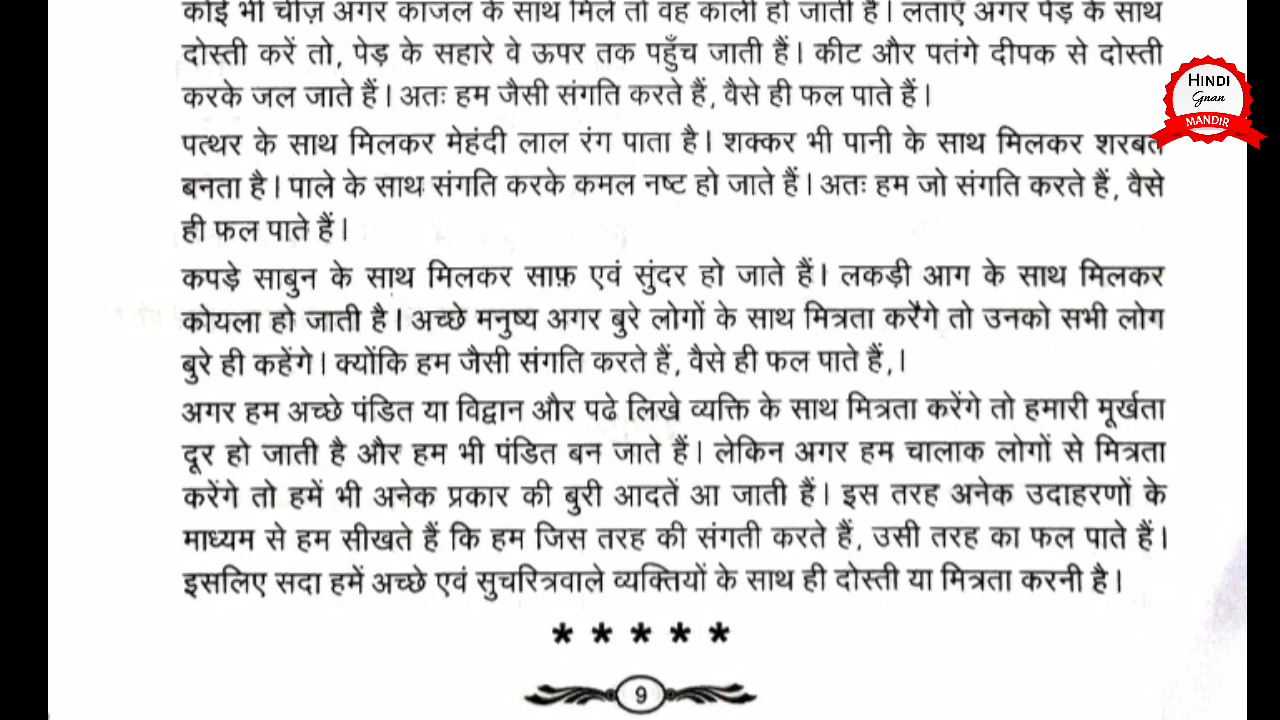 कोई भी चीज़ अगर काजल के साथ मिले तो वह काली हो जाती है। लताएँ अगर पेड़ के साथ
दोस्ती करें तो, पेड़ के सहारे वे ऊपर तक पहुँच जाती हैं। कीट और पतंगे दीपक से दोस्ती
करके जल जाते हैं। अतः हम जैसी संगति करते हैं, वैसे ही फल पाते हैं।
पत्थर के साथ मिलकर मेहंदी लाल रंग पाता है। शक्कर भी पानी के साथ मिलकर शरबत
बनता है। पाले के साथ संगति करके कमल नष्ट हो जाते हैं। अतः हम जो संगति करते हैं, वैसे
ही फल पाते हैं।
कपड़े साबुन के साथ मिलकर साफ़ एवं सुंदर हो जाते हैं। लकड़ी आग के साथ मिलकर
कोयला हो जाती है। अच्छे मनुष्य अगर बुरे लोगों के साथ मित्रता करेंगे तो उनको सभी लोग
बुरे ही कहेंगे। क्योंकि हम जैसी संगति करते हैं, वैसे ही फल पाते हैं,।
अगर हम अच्छे पंडित या विद्वान और पढे लिखे व्यक्ति के साथ मित्रता करेंगे तो हमारी मूर्खता
दूर हो जाती है और हम भी पंडित बन जाते हैं। लेकिन अगर हम चालाक लोगों से मित्रता
करेंगे तो हमें भी अनेक प्रकार की बुरी आदतें आ जाती हैं। इस तरह अनेक उदाहरणों के
माध्यम से हम सीखते हैं कि हम जिस तरह की संगती करते हैं, उसी तरह का फल पाते हैं।
इसलिए सदा हमें अच्छे एवं सुचरित्रवाले व्यक्तियों के साथ ही दोस्ती या मित्रता करनी है।
* * * * *
9
HINDI
Gnan
MANDIR